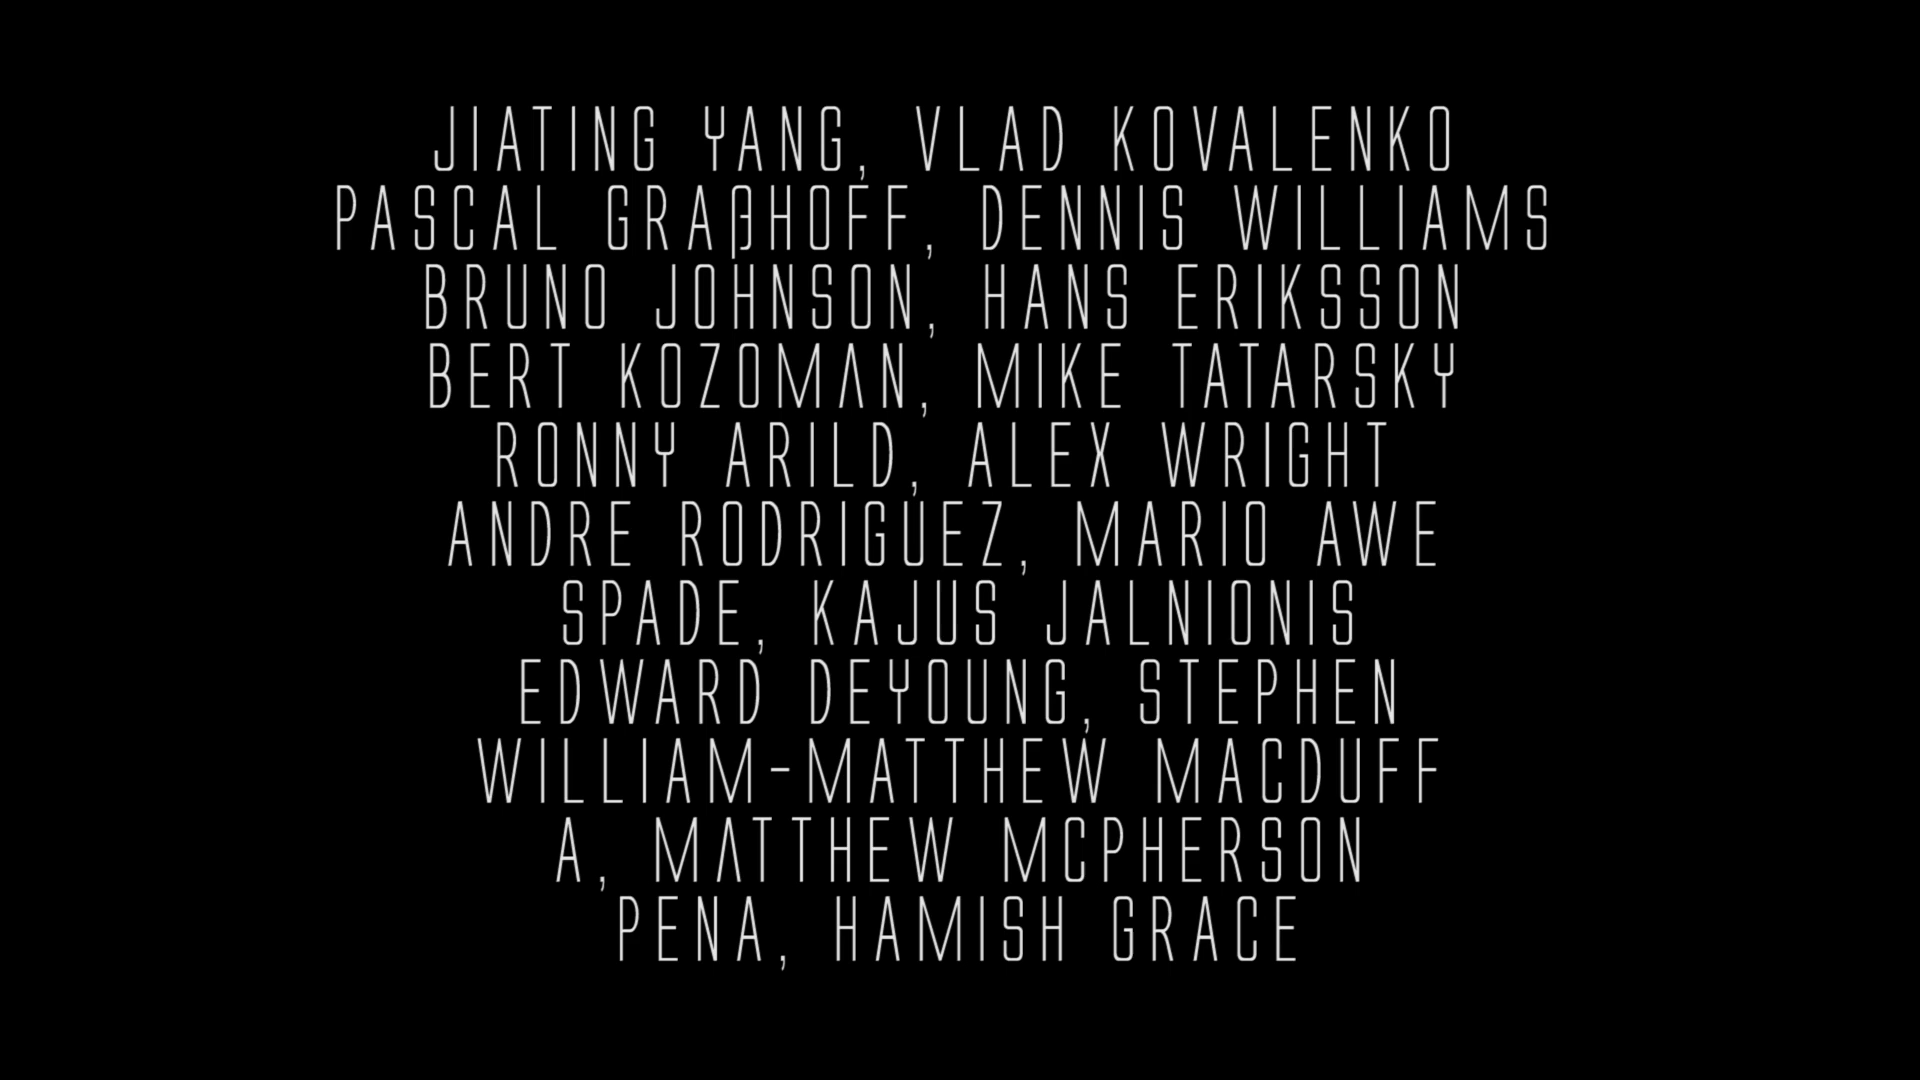 JIATING YANG, VLAD KOVALENKO
PASCAL GRAßHOFF, DENNIS WILLIAMS
BRUNO JOHNSON, HANS ERIKSSON
BERT KOZOMAN, MIKE TATARSKY
RONNY ARILD, ALEX WRIGHT
ANDRE RODRIGUEZ, MARIO AWE
SPADE, KAJUS JALNIONIS
EDWARD DEYOUNG, STEPHEN
WILLIAM-MATTHEW MACDUFF
A, MATTHEW MCPHERSON
PENA, HAMISH GRACE